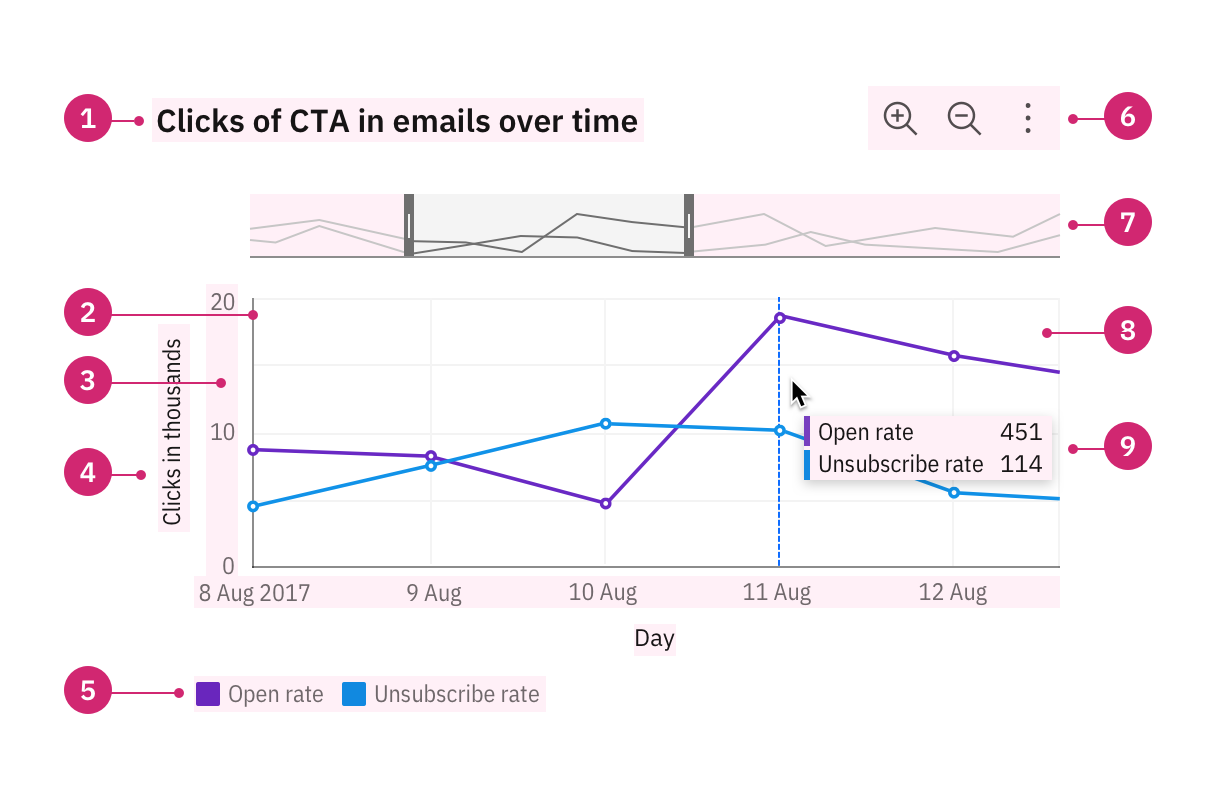 1
Clicks of CTA in emails over time
6
7
2
20
8
3
Clicks in thousands
10
Open rate 451
9
4
Unsubscribe rate 114
0
8 Aug 2017 9 Aug 10 Aug 11 Aug 12 Aug
Day
5
Open rate Unsubscribe rate